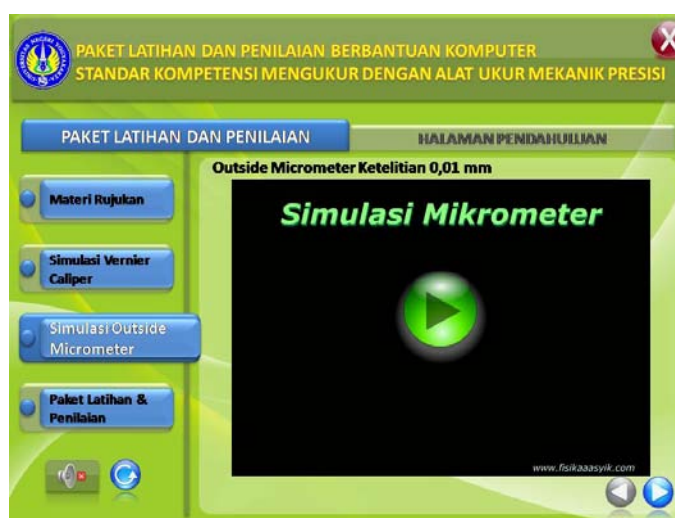 PAKET LATIHAN DAN PENILAIAN BERBANTUAN KOMPUTER
STANDAR KOMPETENSI MENGUKUR DENGAN ALAT UKUR MEKANIK PRESISI
PAKET LATIHAN DAN PENILAIAN
HALAMAN PENDAHULUAN
Outside Micrometer Ketelitian 0,01 mm
Materi Rujukan
Simulasi Vernier
Caliper
Simulasi Outside
Micrometer
Paket Latihan &
Penilaian
Simulasi Mikrometer
www.fisikaaasyik.com